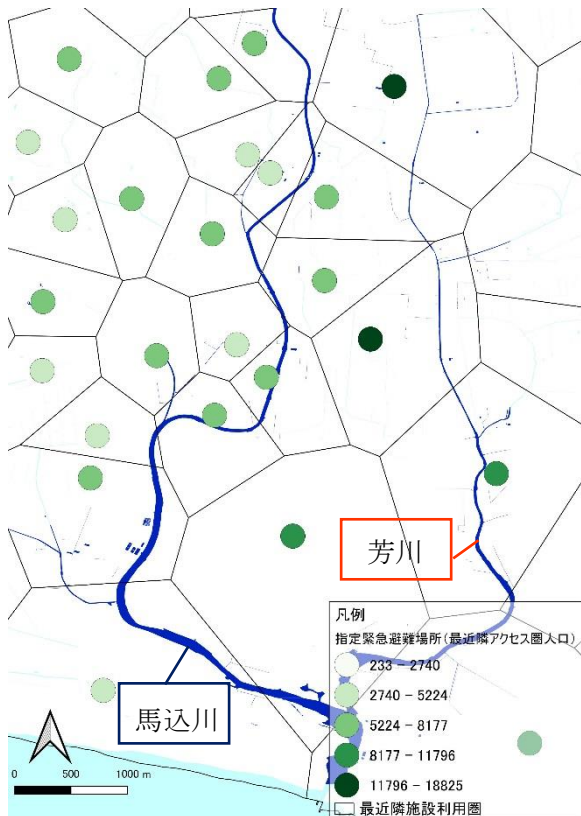 芳川
馬込川
凡例
指定緊急避難場所(最近隣アクセス圏人口)
233 - 2740
2740 - 5224
5224 - 8177
8177 - 11796
11796 - 18825
最近隣施設利用圏
0 500 1000 m